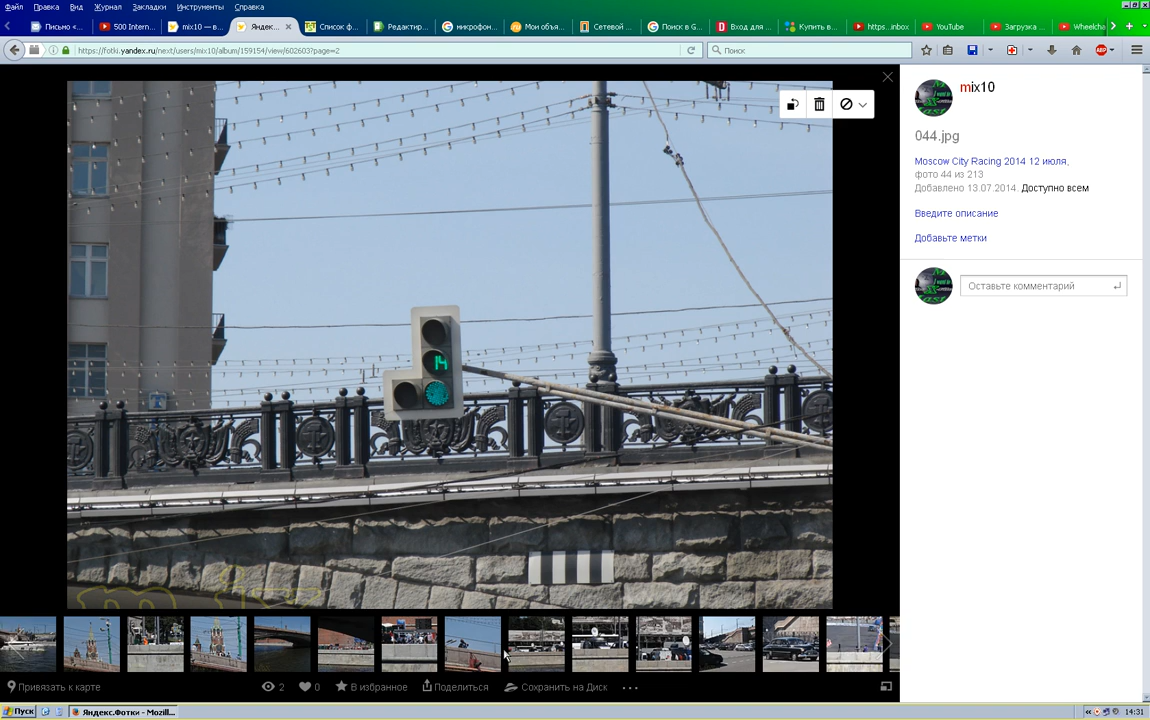 Файл Правка Вид Журнал Закладки Инструменты Справка
Письмо «... 500 Intern... mix10 — в... Яндек... Список ф... Редактир... микрофон... Мои объя... Сетевой ... Поиск в G... Вход для ... Купить в... https...inbox YouTube Загрузка ... Wheelcha
https://fotki.yandex.ru/next/users/mix10/album/159154/view/602603?page=2
Поиск
mix10
044.jpg
Moscow City Racing 2014 12 июля,
фото 44 из 213
Добавлено 13.07.2014. Доступно всем
Введите описание
Добавьте метки
Оставьте комментарий
14
Привязать к карте 2 0 В избранное Поделиться Сохранить на Диск
Пуск Яндекс.Фотки - Mozill... 14:31